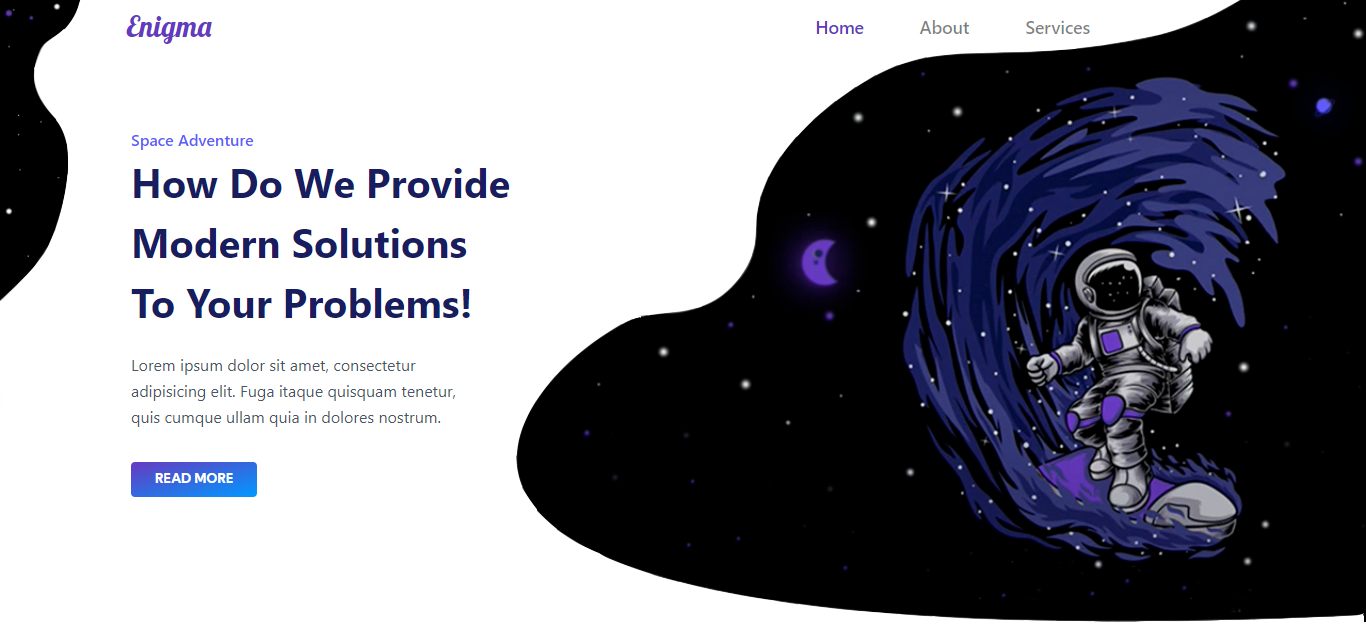 Enigma
Home About Services
Space Adventure
How Do We Provide
Modern Solutions
To Your Problems!
Lorem ipsum dolor sit amet, consectetur
adipisicing elit. Fuga itaque quisquam tenetur,
quis cumque ullam quia in dolores nostrum.
READ MORE